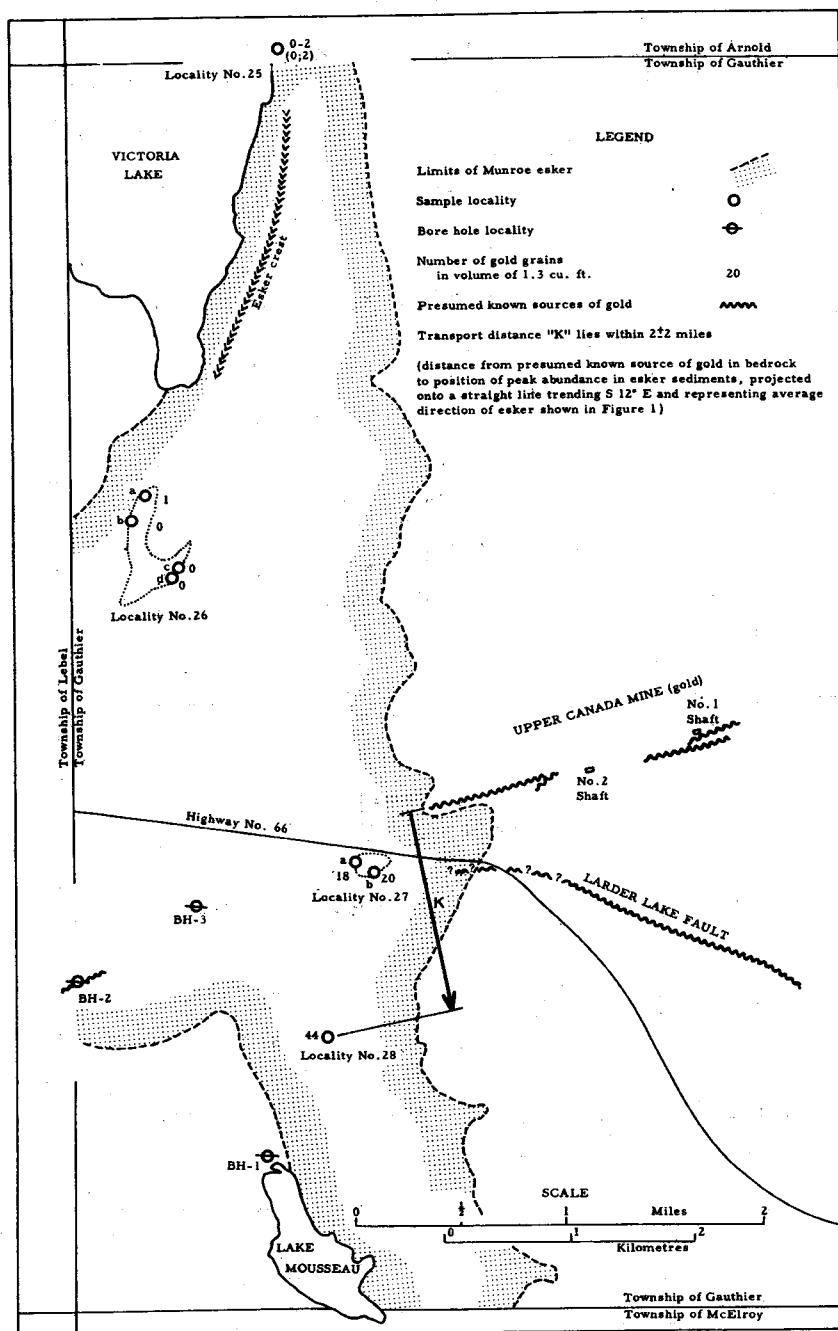 0-2
(0;2)
Township of Arnold
Township of Gauthier
Locality No.25
VICTORIA
LAKE
Esker crest
LEGEND
Limits of Munroe esker
Sample locality
Bore hole locality
Number of gold grains
in volume of 1.3 cu. ft.
20
Presumed known sources of gold
Transport distance "K" lies within 2±2 miles
(distance from presumed known source of gold in bedrock
to position of peak abundance in esker sediments, projected
onto a straight line trending S 12° E and representing average
direction of esker shown in Figure 1)
a
1
b
0
c
0
d
0
Locality No.26
Township of Lebel
Township of Gauthier
UPPER CANADA MINE (gold)
No.1
Shaft
No.2
Shaft
Highway No. 66
a
18
b
20
Locality No.27
? ? ? ? ?
LARDER LAKE FAULT
K
BH-3
BH-2
44
Locality No.28
BH-1
LAKE
MOUSSEAU
SCALE
0 ½ 1 Miles 2
0 1 2
Kilometres
Township of Gauthier
Township of McElroy